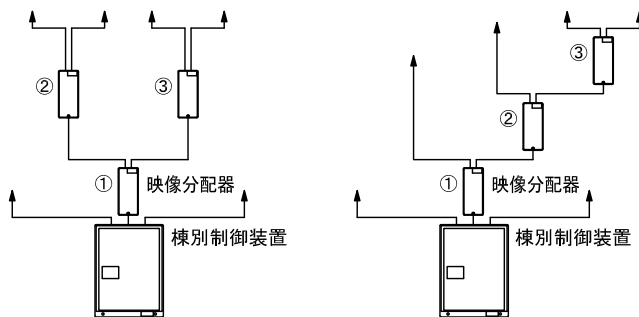 ② ③
① 映像分配器
棟別制御装置
③
②
① 映像分配器
棟別制御装置